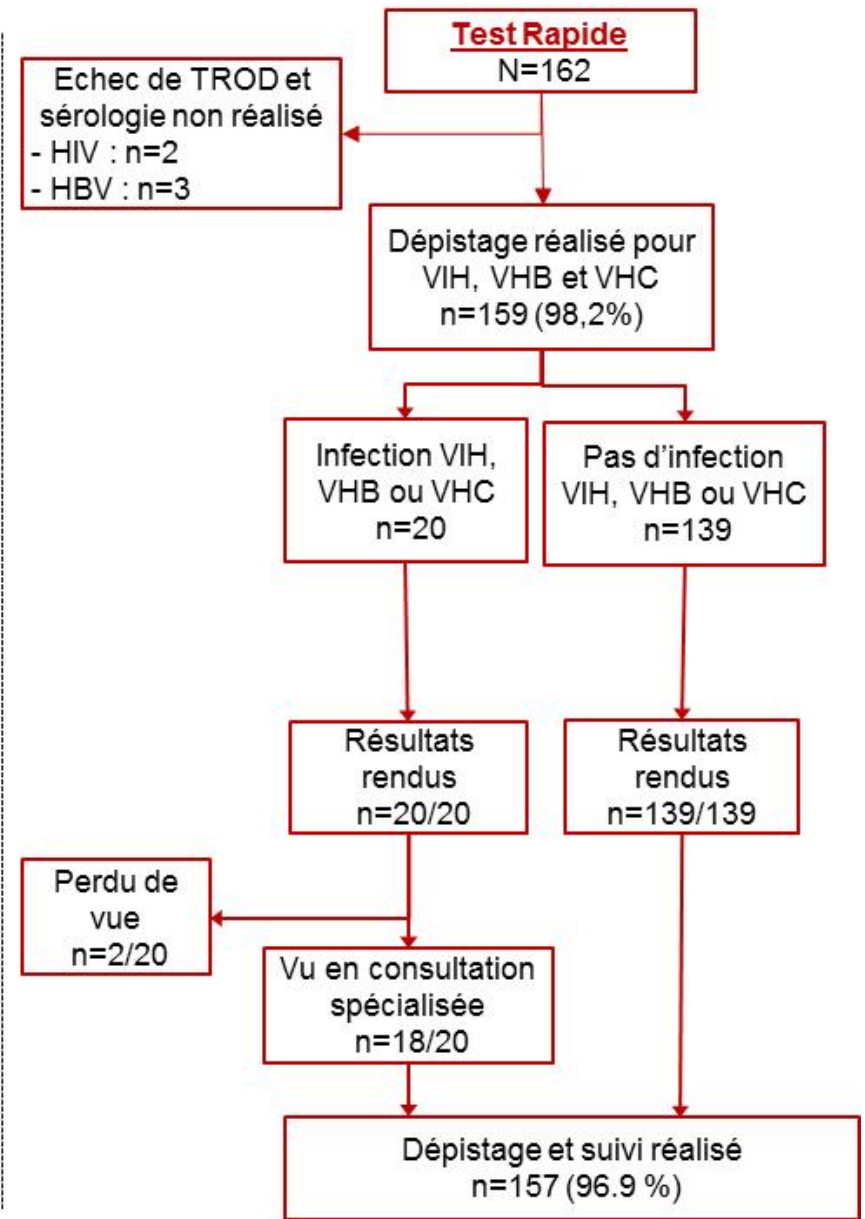 Test Rapide
N=162
Echec de TROD et
sérologie non réalisé
- HIV : n=2
- HBV : n=3
Dépistage réalisé pour
VIH, VHB et VHC
n=159 (98,2%)
Infection VIH,
VHB ou VHC
n=20
Pas d'infection
VIH, VHB ou VHC
n=139
Résultats
rendus
n=20/20
Résultats
rendus
n=139/139
Perdu de
vue
n=2/20
Vu en consultation
spécialisée
n=18/20
Dépistage et suivi réalisé
n=157 (96.9 %)